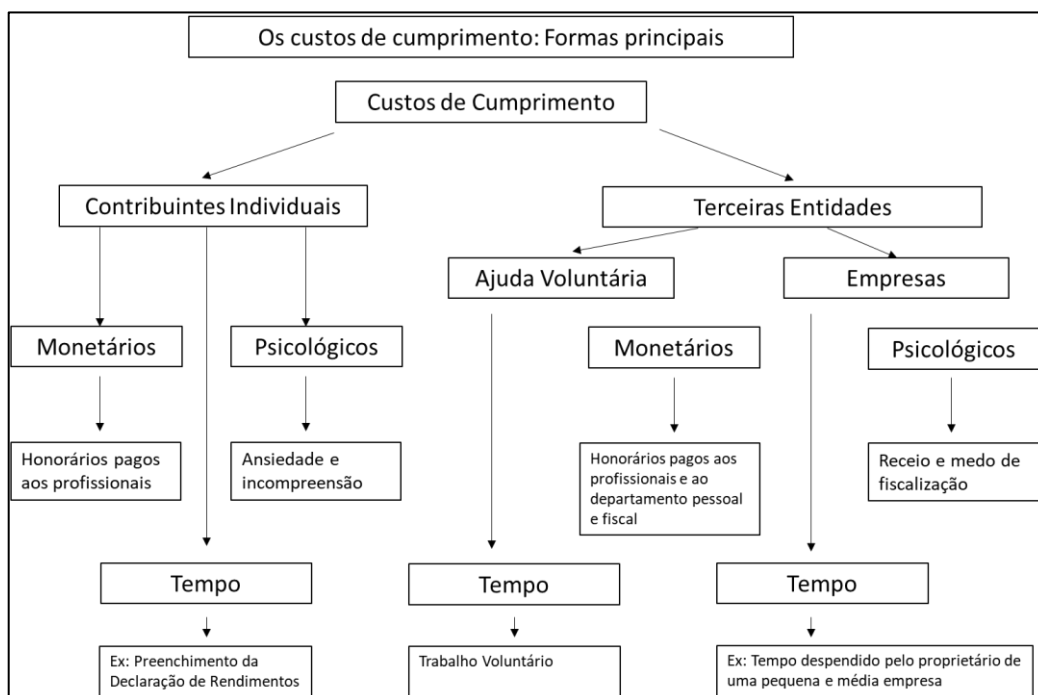 Os custos de cumprimento: Formas principais
Custos de Cumprimento
Contribuintes Individuais
Terceiras Entidades
Ajuda Voluntária
Empresas
Monetários
Psicológicos
Monetários
Psicológicos
Honorários pagos
aos profissionais
Ansiedade e
incompreensão
Honorários pagos aos
profissionais e ao
departamento pessoal
e fiscal
Receio e medo de
fiscalização
Tempo
Tempo
Tempo
Ex: Preenchimento da
Declaração de Rendimentos
Trabalho Voluntário
Ex: Tempo despendido pelo proprietário de
uma pequena e média empresa